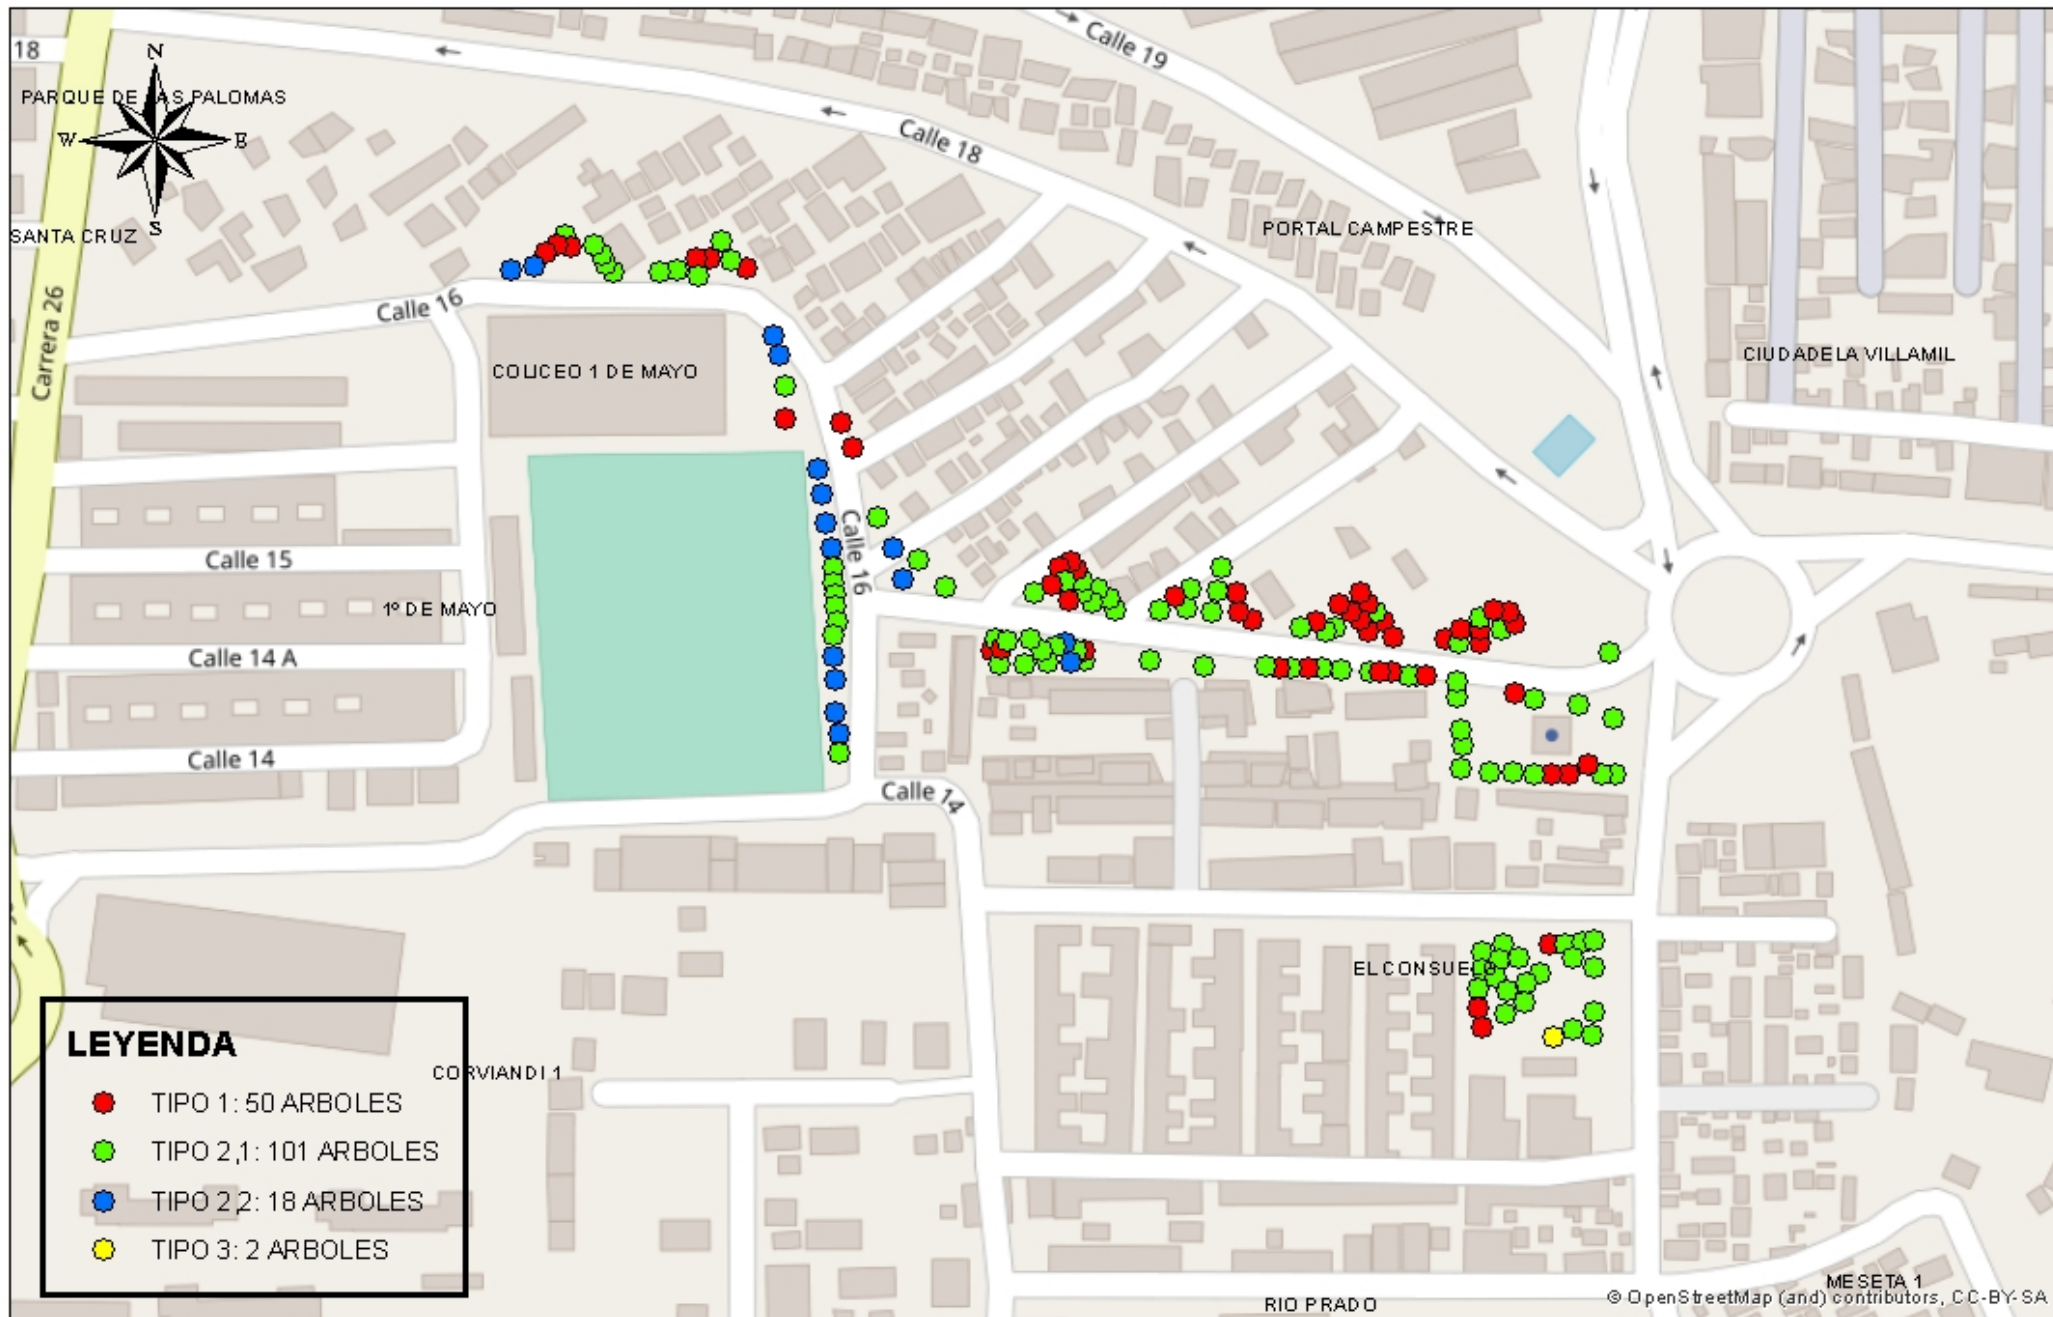 Calle 19
18
N
PARQUE DE LAS PALOMAS
W
E
Calle 18
S
SANTA CRUZ
PORTAL CAMPESTRE
Calle 16
Carrera 26
CIUDADELA VILLAMIL
COLICEO 1 DE MAYO
Calle 16
Calle 15
1º DE MAYO
Calle 14 A
Calle 14
Calle 14
EL CONSUELO
LEYENDA
CORVIANDI 1
TIPO 1: 50 ARBOLES
TIPO 2,1: 101 ARBOLES
TIPO 2,2: 18 ARBOLES
TIPO 3: 2 ARBOLES
MESETA 1
© OpenStreetMap (and) contributors, CC-BY-SA
RIO PRADO